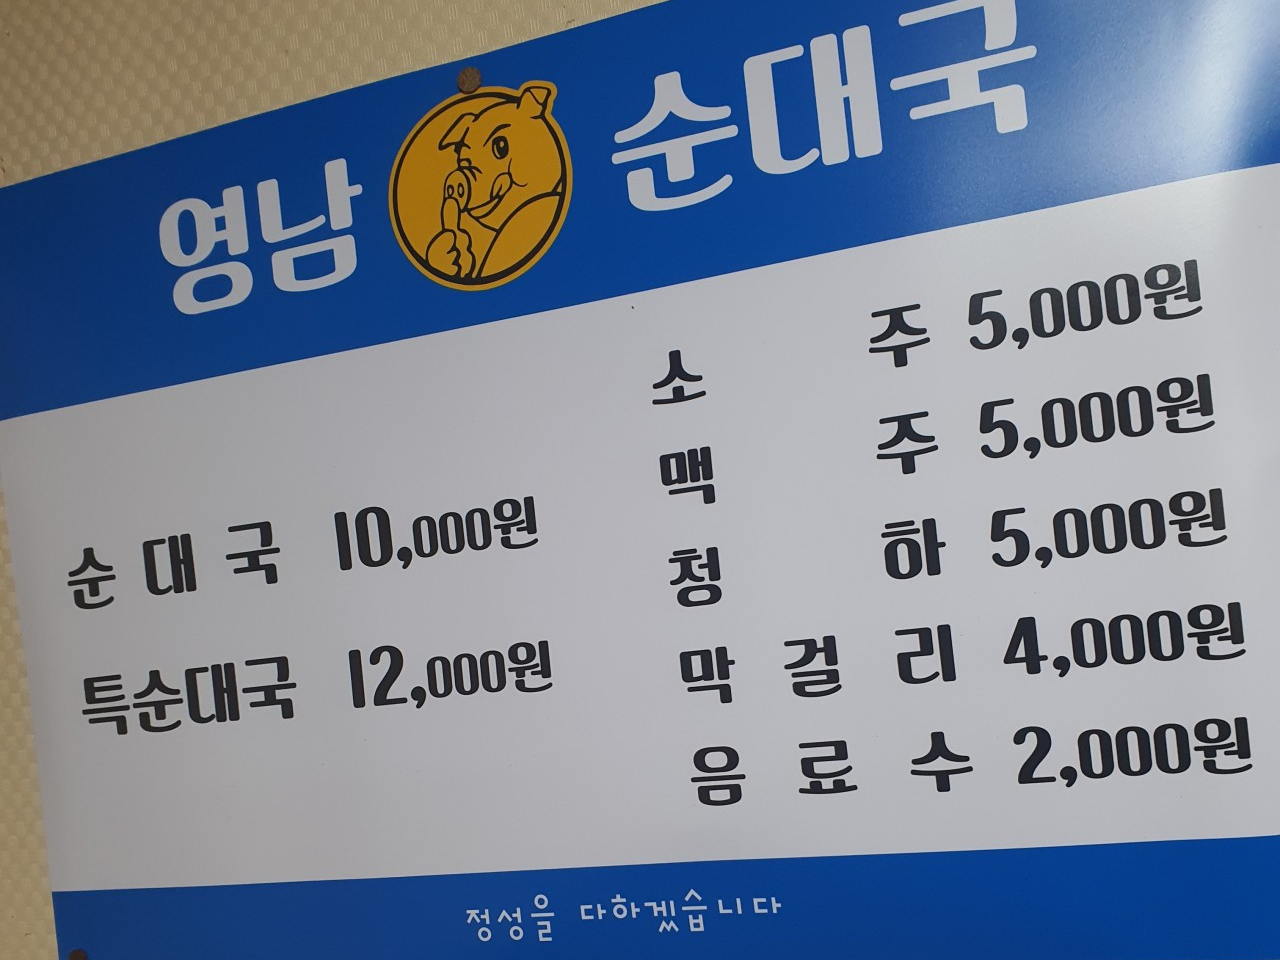 영남 순대국
순대국 10,000원
특순대국 12,000원
소주 5,000원
맥주 5,000원
청하 5,000원
막걸리 4,000원
음료수 2,000원
정성을 다하겠습니다